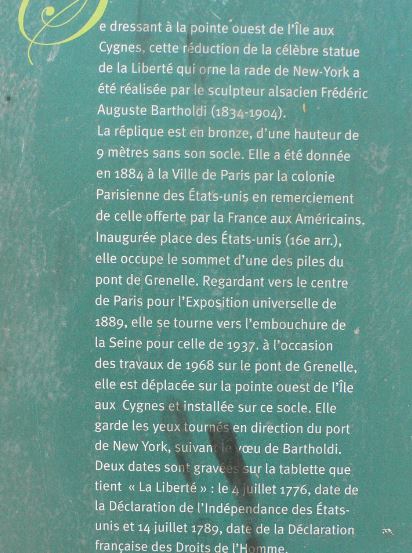 Se dressant à la pointe ouest de l'Île aux
Cygnes, cette réduction de la célèbre statue
de la Liberté qui orne la rade de New-York a
été réalisée par le sculpteur alsacien Frédéric
Auguste Bartholdi (1834-1904).
La réplique est en bronze, d'une hauteur de
9 mètres sans son socle. Elle a été donnée
en 1884 à la Ville de Paris par la colonie
Parisienne des États-unis en remerciement
de celle offerte par la France aux Américains.
Inaugurée place des États-unis (16e arr.),
elle occupe le sommet d'une des piles du
pont de Grenelle. Regardant vers le centre
de Paris pour l'Exposition universelle de
1889, elle se tourne vers l'embouchure de
la Seine pour celle de 1937. à l'occasion
des travaux de 1968 sur le pont de Grenelle,
elle est déplacée sur la pointe ouest de l'Île
aux Cygnes et installée sur ce socle. Elle
garde les yeux tournés en direction du port
de New York, suivant le vœu de Bartholdi.
Deux dates sont gravées sur la tablette que
tient « La Liberté » : le 4 juillet 1776, date de
la Déclaration de l'Indépendance des États-
unis et 14 juillet 1789, date de la Déclaration
française des Droits de l'Homme.